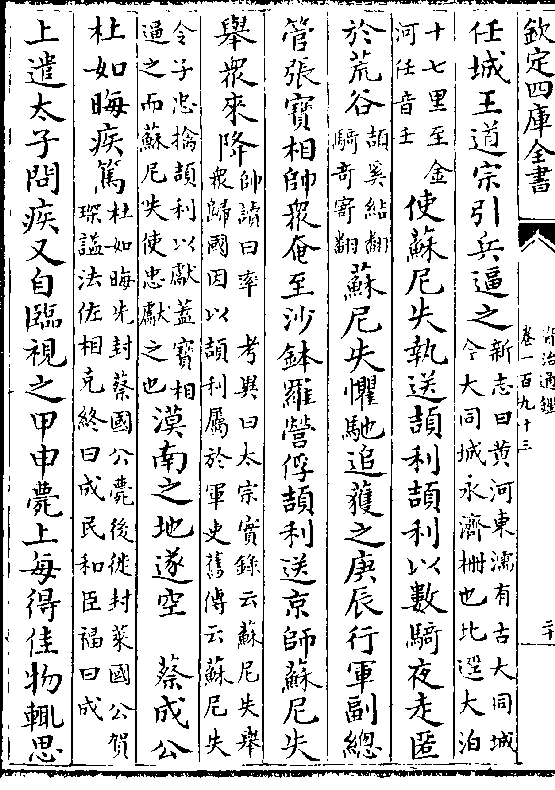 欽定四庫全書
資治通鑑
卷一百九十三
二十
任城王道宗引兵逼之新志曰黄河東濡有古大同城今大同城永濟柵也北逕大泊
十七里至金河任音壬使蘇尼失執送頡利頡利以數騎夜走匿
於荒谷頡奚結翻騎奇寄翻蘇尼失懼馳追獲之庚辰行軍副總
管張寶相帥衆奄至沙鉢羅營俘頡利送京師蘇尼失
舉衆來降帥讀曰率考異曰太宗實録云蘇尼失舉衆歸國因以頡利屬於軍吏舊傳云蘇尼失
令子忠擒頡利以獻蓋寶相逼之而蘇尼失使忠獻之也漠南之地遂空 蔡成公
杜如晦疾篤杜如晦先封蔡國公薨後徙封萊國公賀琛諡法佐相克終曰成民和臣福曰成
上遣太子問疾又自臨視之甲申薨上每得佳物輒思